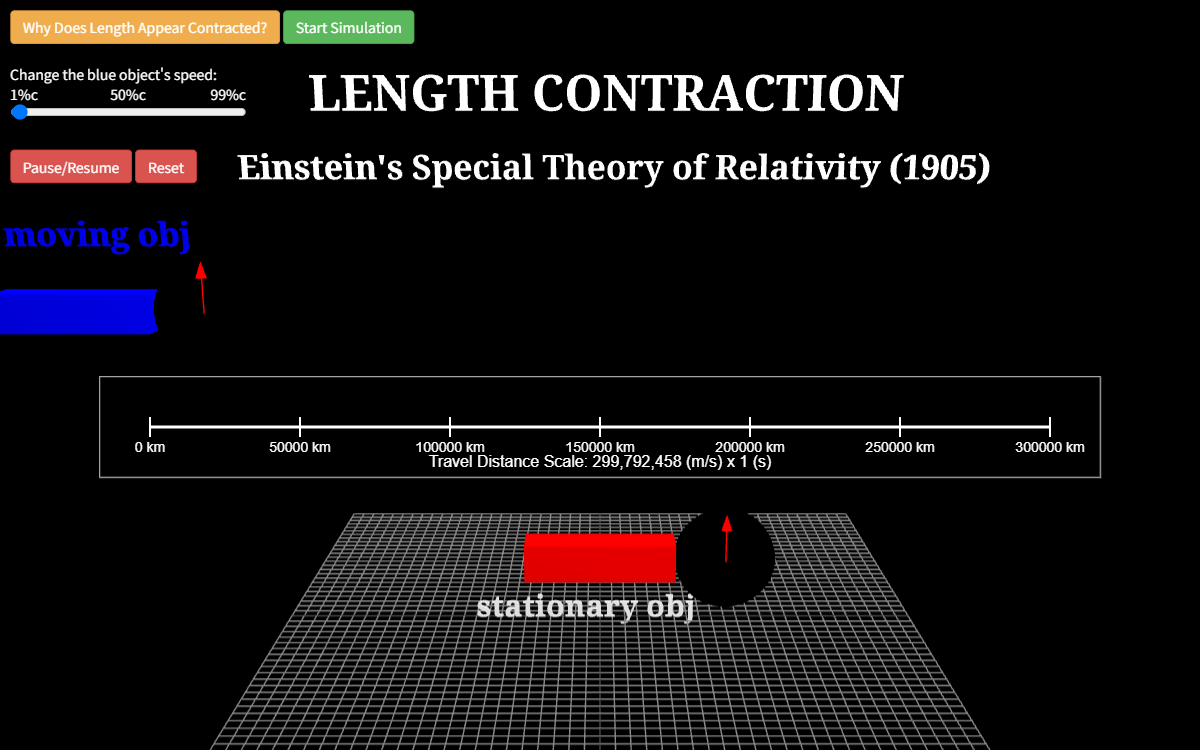 Why Does Length Appear Contracted? Start Simulation
Change the blue object's speed:
1%c 50%c 99%c
LENGTH CONTRACTION
Pause/Resume Reset
Einstein's Special Theory of Relativity (1905)
moving obj
0 km 50000 km 100000 km 150000 km 200000 km 250000 km 300000 km
Travel Distance Scale: 299,792,458 (m/s) x 1 (s)
stationary obj